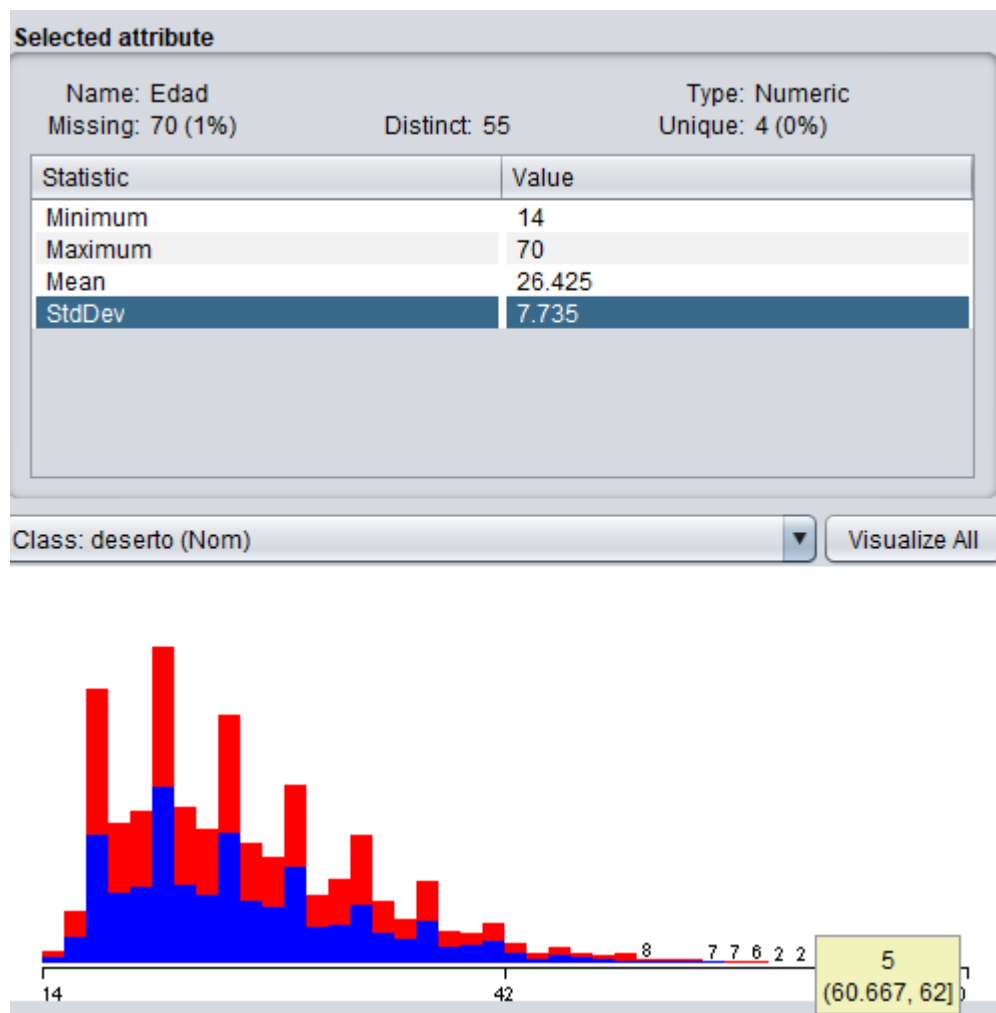 Selected attribute
Name: Edad Type: Numeric
Missing: 70 (1%) Distinct: 55 Unique: 4 (0%)
Statistic Value
Minimum 14
Maximum 70
Mean 26.425
StdDev 7.735
Class: deserto (Nom) Visualize All
8 7 7 6 2 2
5
(60.667, 62]
14 42